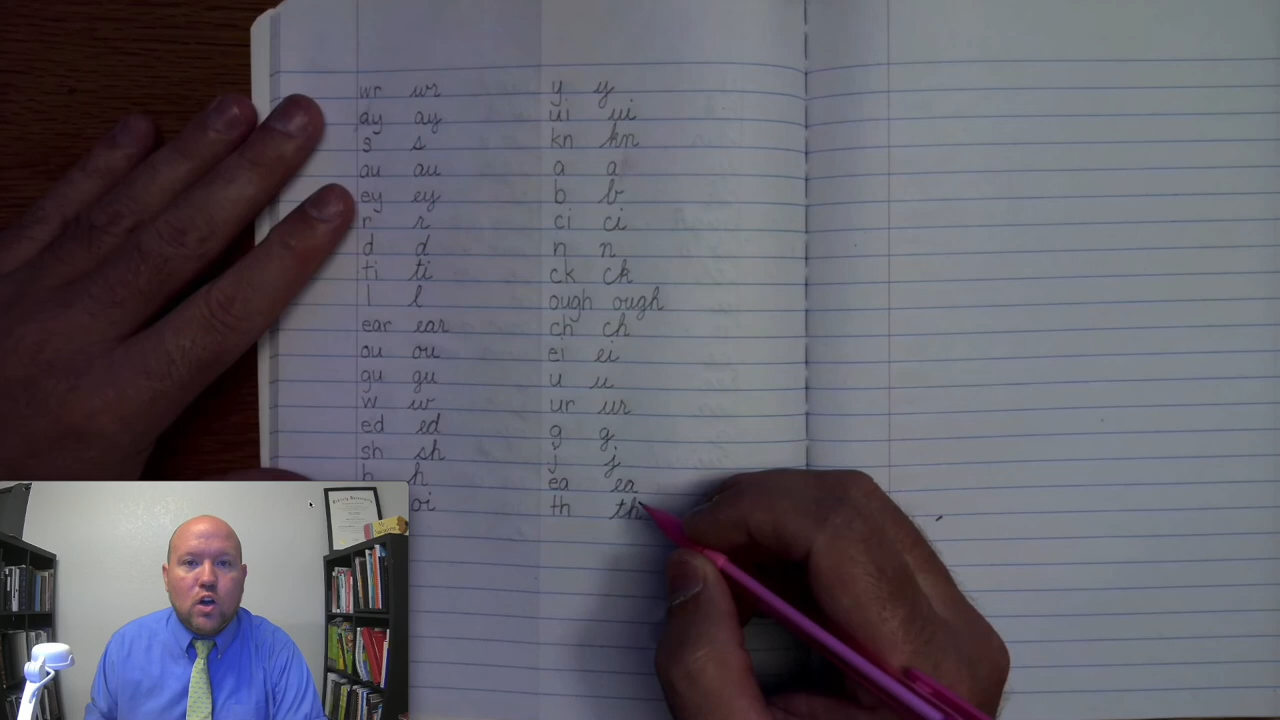 wr wr
ay ay
s s
au au
ey ey
r r
d d
ti ti
l l
ear ear
ou ou
gu gu
w w
ed ed
sh sh
h h
oi
y y
ui ui
kn kn
a a
b b
ci ci
n n
ck ck
ough ough
ch ch
ei ei
u u
ur ur
g g
j j
ea ea
th th